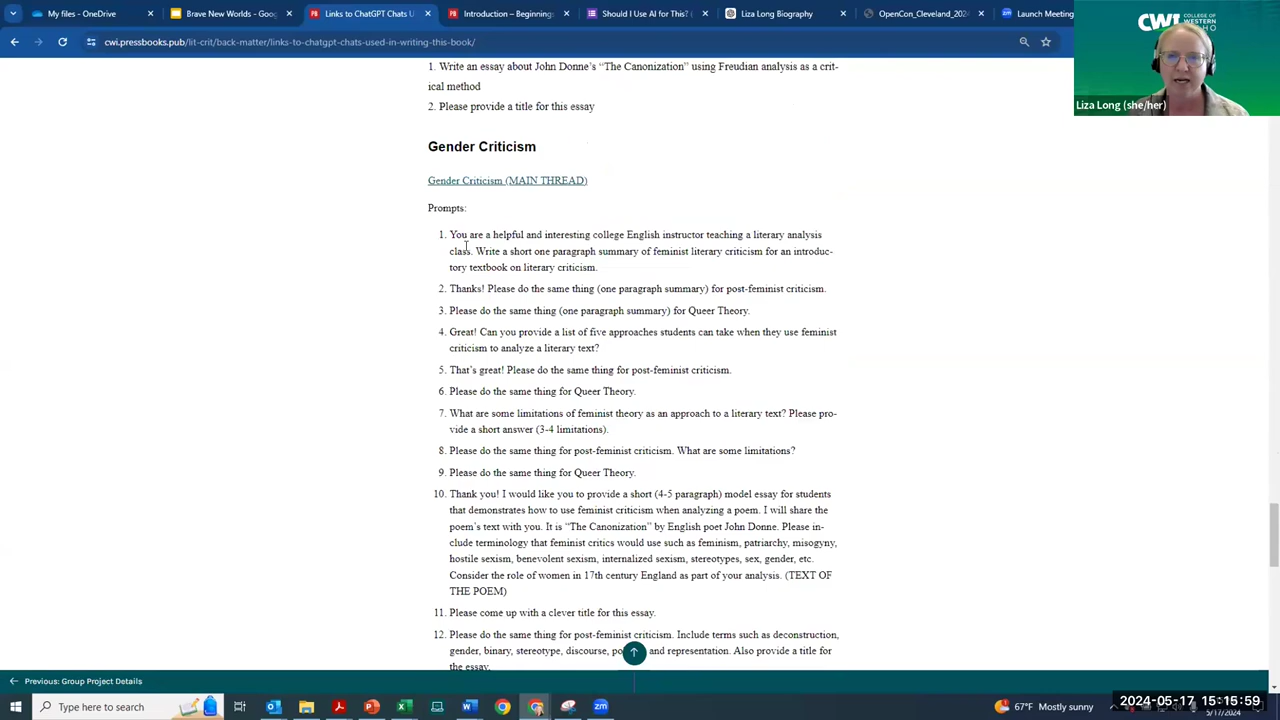 My files - OneDrive
Brave New Worlds - Goog
Links to ChatGPT Chats U
Introduction – Beginnings
Should I Use AI for This? (
Liza Long Biography
OpenCon_Cleveland_202
Launch Meeting
cwi.pressbooks.pub/lit-crit/back-matter/links-to-chatgpt-chats-used-in-writing-this-book/
CWI
COLLEGE OF
WESTERN
Liza Long (she/her)
1. Write an essay about John Donne’s “The Canonization” using Freudian analysis as a crit-
ical method
2. Please provide a title for this essay
Gender Criticism
Gender Criticism (MAIN THREAD)
Prompts:
1. You are a helpful and interesting college English instructor teaching a literary analysis
class. Write a short one paragraph summary of feminist literary criticism for an introduc-
tory textbook on literary criticism.
2. Thanks! Please do the same thing (one paragraph summary) for post-feminist criticism.
3. Please do the same thing (one paragraph summary) for Queer Theory.
4. Great! Can you provide a list of five approaches students can take when they use feminist
criticism to analyze a literary text?
5. That’s great! Please do the same thing for post-feminist criticism.
6. Please do the same thing for Queer Theory.
7. What are some limitations of feminist theory as an approach to a literary text? Please pro-
vide a short answer (3-4 limitations).
8. Please do the same thing for post-feminist criticism. What are some limitations?
9. Please do the same thing for Queer Theory.
10. Thank you! I would like you to provide a short (4-5 paragraph) model essay for students
that demonstrates how to use feminist criticism when analyzing a poem. I will share the
poem’s text with you. It is “The Canonization” by English poet John Donne. Please in-
clude terminology that feminist critics would use such as feminism, patriarchy, misogyny,
hostile sexism, benevolent sexism, internalized sexism, stereotypes, sex, gender, etc.
Consider the role of women in 17th century England as part of your analysis. (TEXT OF
THE POEM)
11. Please come up with a clever title for this essay.
12. Please do the same thing for post-feminist criticism. Include terms such as deconstruction,
gender, binary, stereotype, discourse, and representation. Also provide a title for
the essay.
Previous: Group Project Details
Type here to search
67°F Mostly sunny
2024-05-17 15:15:59
5/17/2024